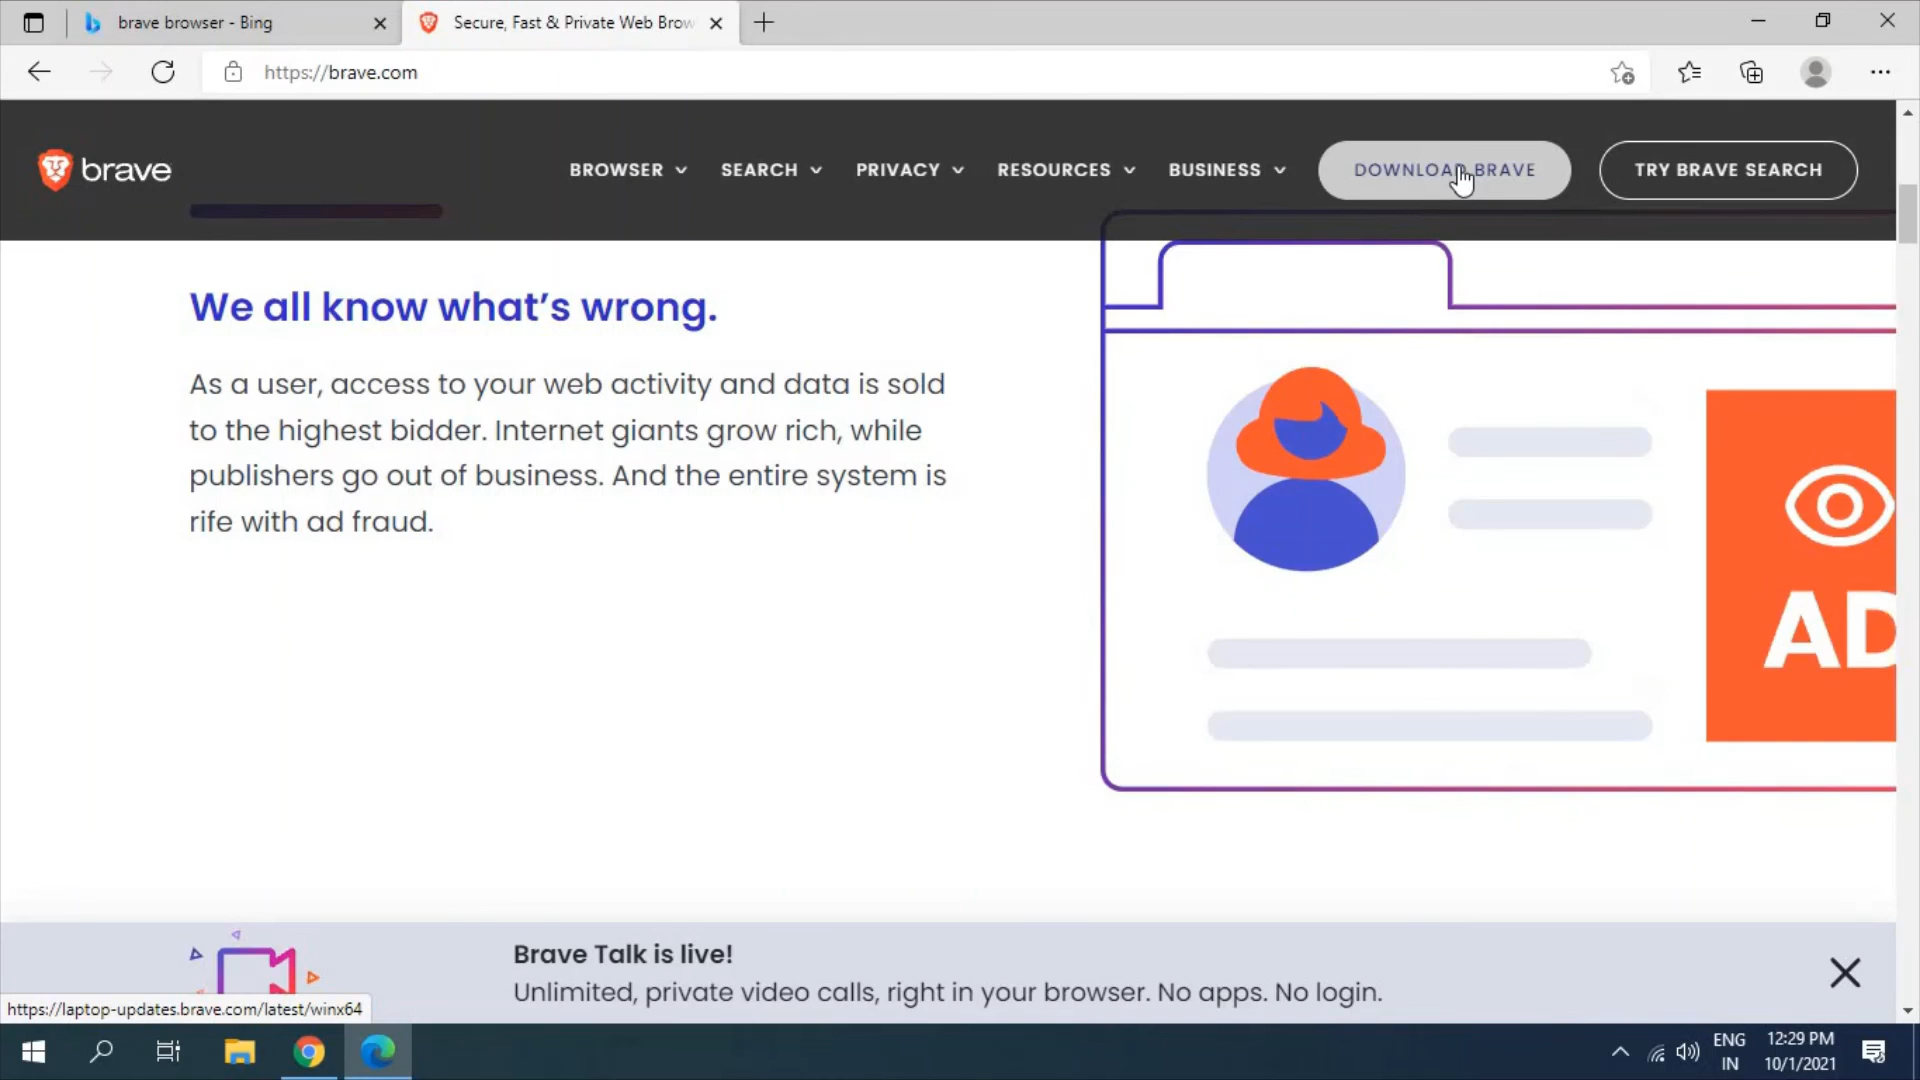 brave browser - Bing
Secure, Fast & Private Web Brow
https://brave.com
brave
BROWSER
SEARCH
PRIVACY
RESOURCES
BUSINESS
DOWNLOAD BRAVE
TRY BRAVE SEARCH
We all know what's wrong.
As a user, access to your web activity and data is sold
to the highest bidder. Internet giants grow rich, while
publishers go out of business. And the entire system is
rife with ad fraud.
AD
Brave Talk is live!
Unlimited, private video calls, right in your browser. No apps. No login.
https://laptop-updates.brave.com/latest/winx64
ENG
IN
12:29 PM
10/1/2021